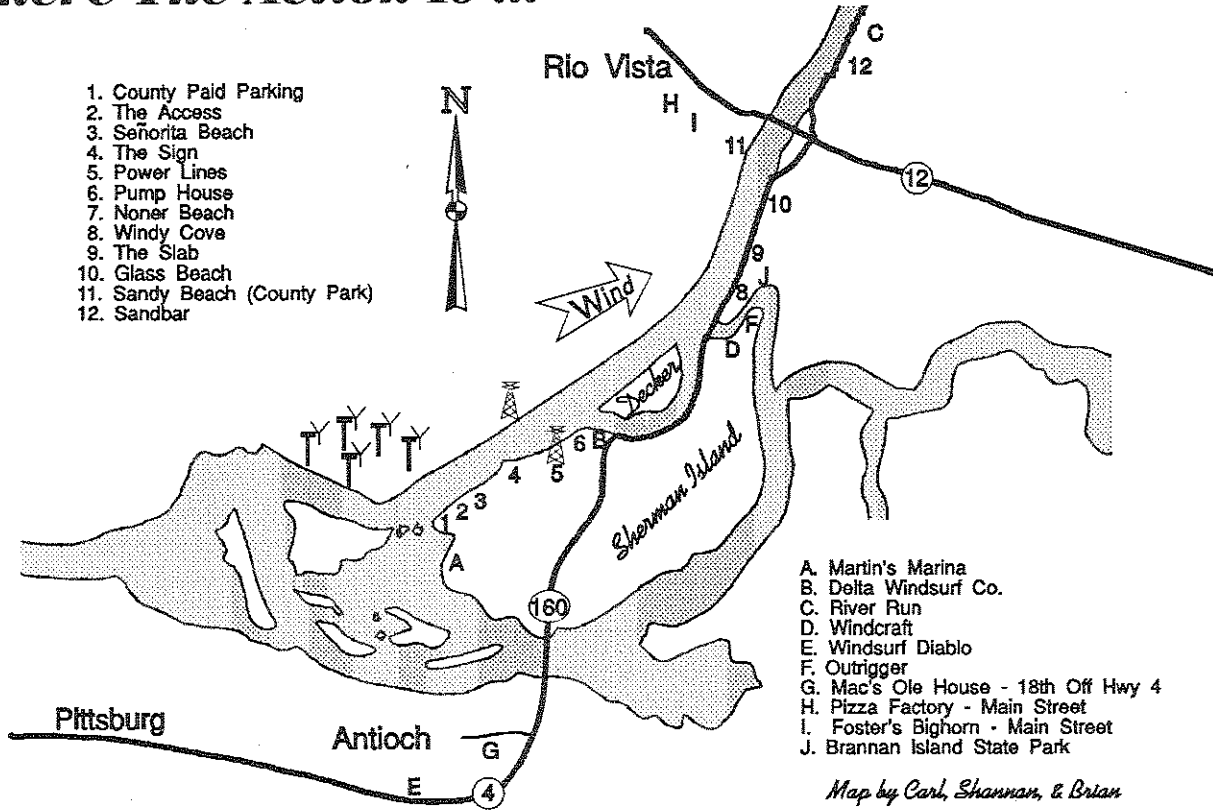 The Action Is ...
1. County Paid Parking
2. The Access
3. Señorita Beach
4. The Sign
5. Power Lines
6. Pump House
7. Noner Beach
8. Windy Cove
9. The Slab
10. Glass Beach
11. Sandy Beach (County Park)
12. Sandbar
N
Rio Vista
C
12
H
I
11
12
10
9
J
8
F
D
Wind
Decker
6 B
5
4
3
2
1
A
Sherman Island
160
Pittsburg
Antioch
G
E
4
A. Martin's Marina
B. Delta Windsurf Co.
C. River Run
D. Windcraft
E. Windsurf Diablo
F. Outrigger
G. Mac's Ole House - 18th Off Hwy 4
H. Pizza Factory - Main Street
I. Foster's Bighorn - Main Street
J. Brannan Island State Park
Map by Carl, Shannan, & Brian